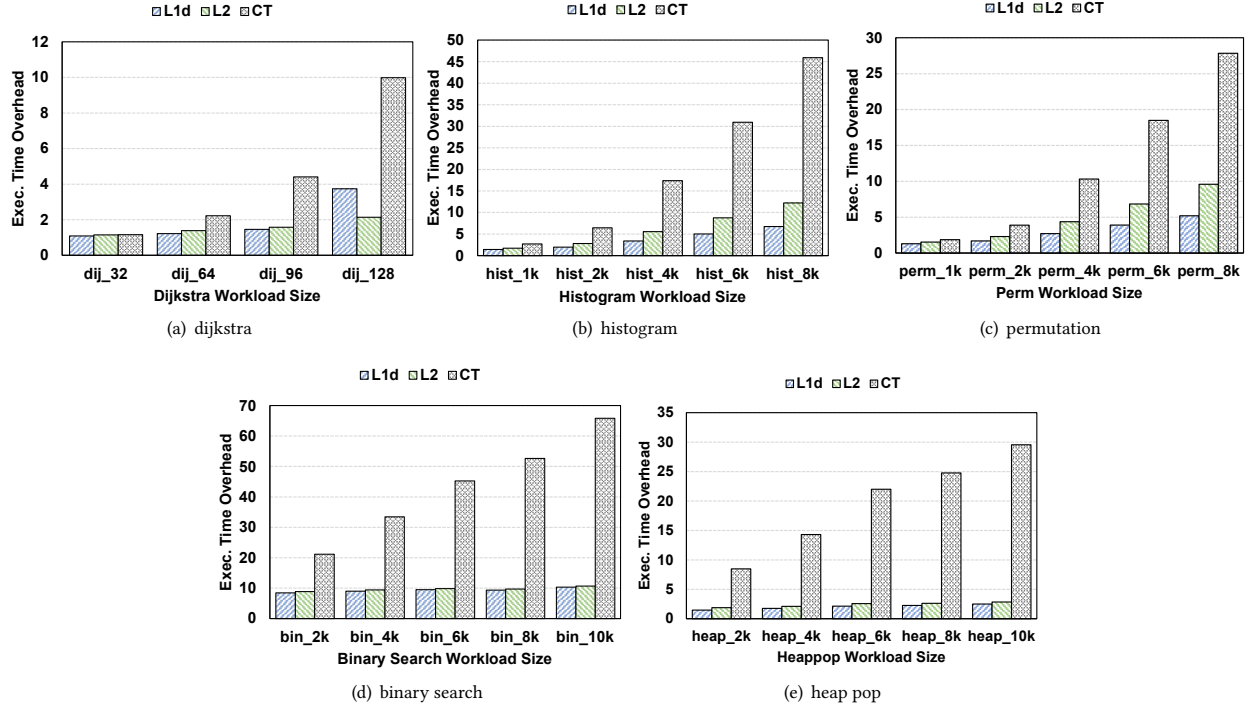 L1d L2 CT
12
10
8
6
4
2
0
Exec. Time Overhead
dij_32 dij_64 dij_96 dij_128
Dijkstra Workload Size
(a) dijkstra
L1d L2 CT
50
45
40
35
30
25
20
15
10
5
0
Exec. Time Overhead
hist_1k hist_2k hist_4k hist_6k hist_8k
Histogram Workload Size
(b) histogram
L1d L2 CT
30
25
20
15
10
5
0
Exec. Time Overhead
perm_1k perm_2k perm_4k perm_6k perm_8k
Perm Workload Size
(c) permutation
L1d L2 CT
70
60
50
40
30
20
10
0
Exec. Time Overhead
bin_2k bin_4k bin_6k bin_8k bin_10k
Binary Search Workload Size
(d) binary search
L1d L2 CT
35
30
25
20
15
10
5
0
Exec. Time Overhead
heap_2k heap_4k heap_6k heap_8k heap_10k
Heappop Workload Size
(e) heap pop